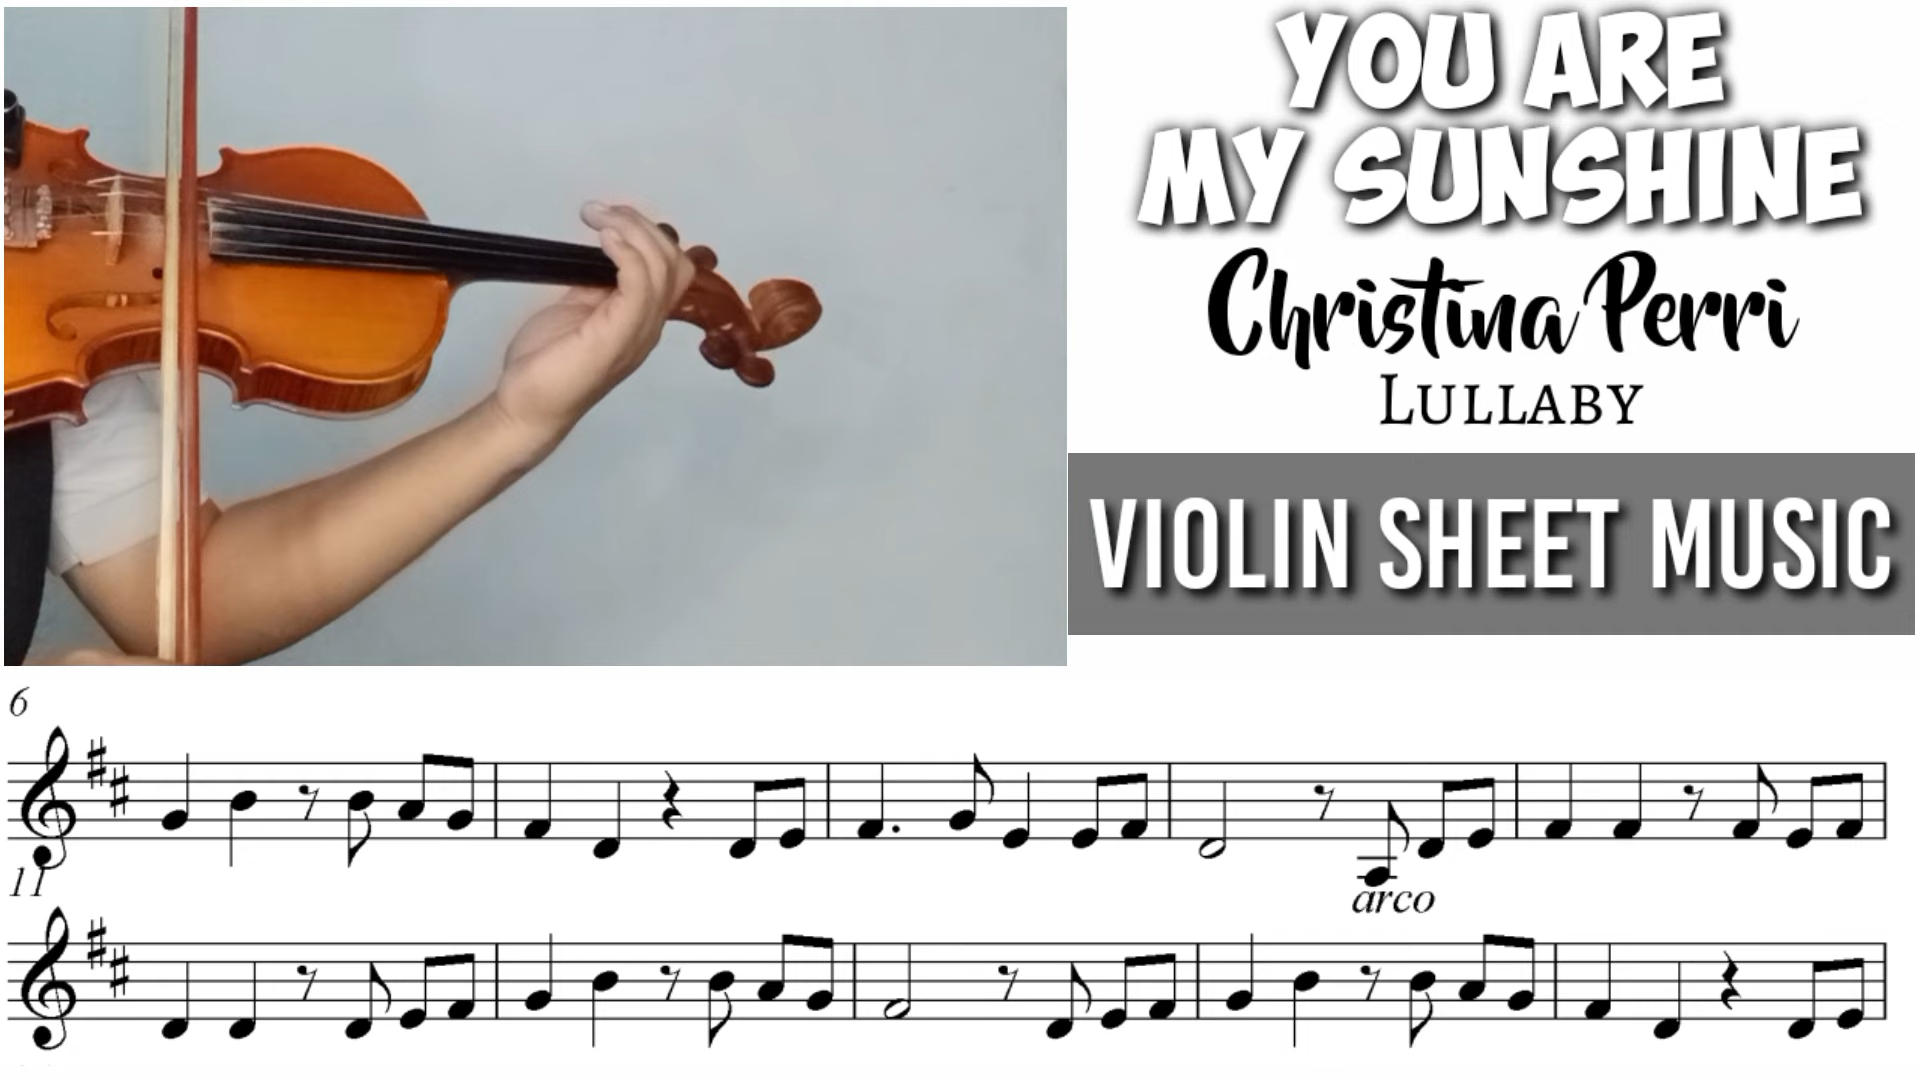 YOU ARE
MY SUNSHINE
Christina Perri
LULLABY
VIOLIN SHEET MUSIC
6
arco
11